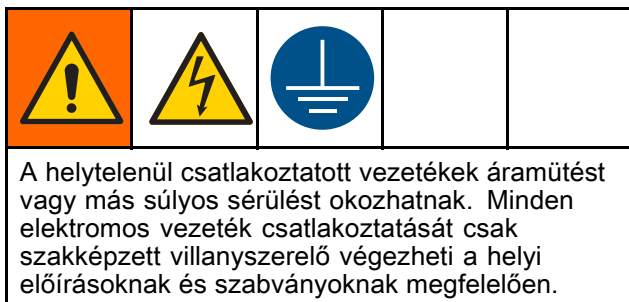 A helytelenül csatlakoztatott vezetékek áramütést
vagy más súlyos sérülést okozhatnak. Minden
elektromos vezeték csatlakoztatását csak
szakképzett villanyszerelő végezheti a helyi
előírásoknak és szabványoknak megfelelően.